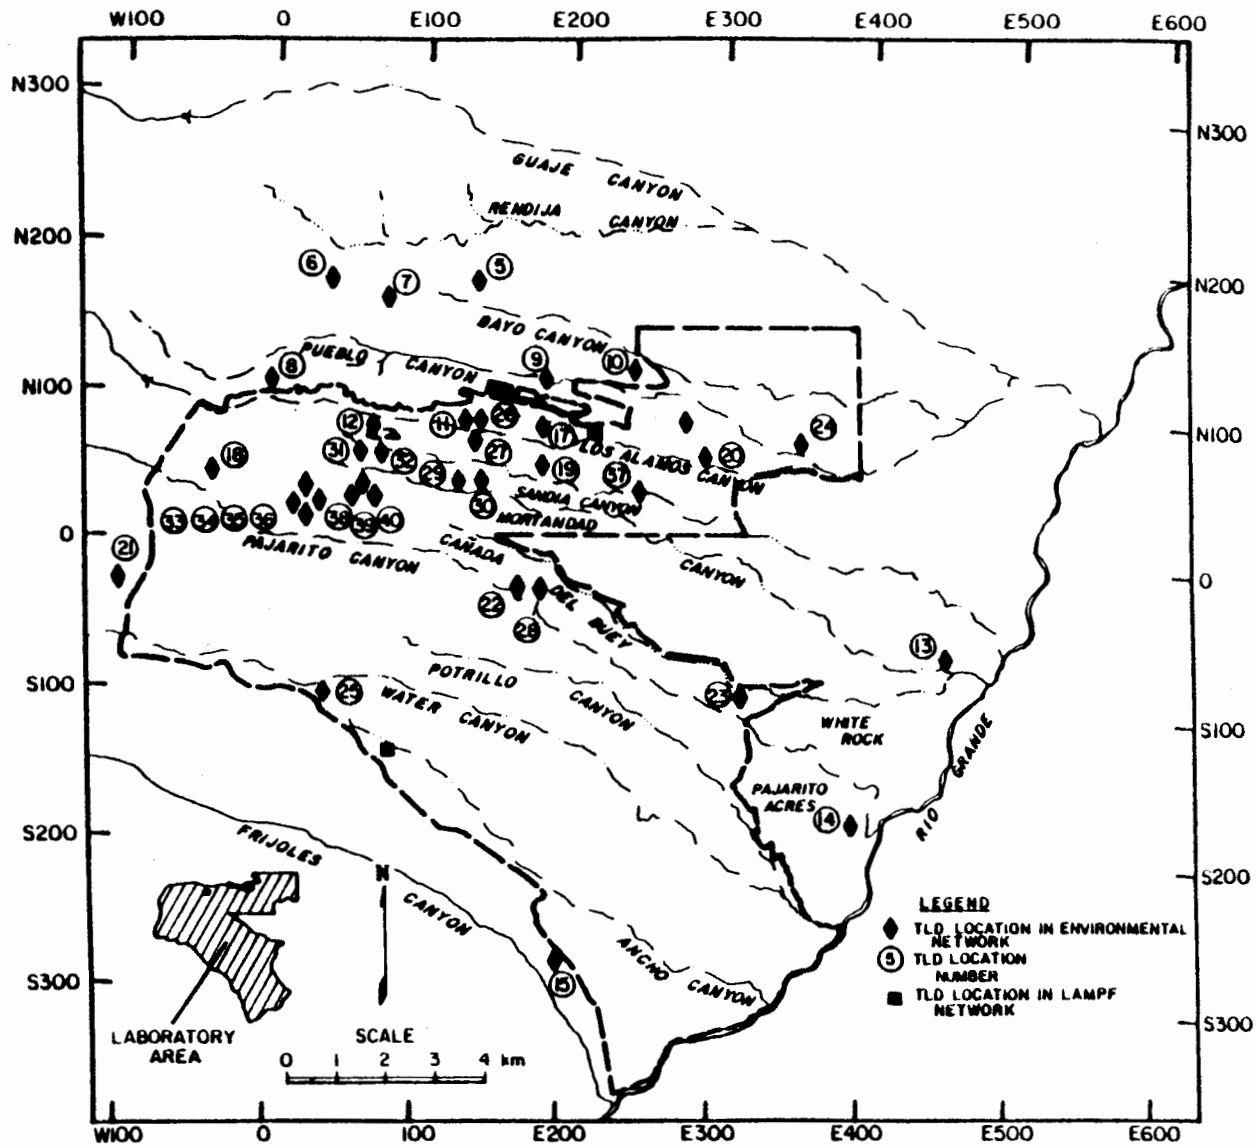 W100 0 E100 E200 E300 E400 E500 E600
N300
N300
GUAJE CANYON
RENDIJA CANYON
N200
6
5
7
N200
BAYO CANYON
PUEBLO CANYON
9
10
8
N100
12
11
26
17
24
N100
LOS ALAMOS CANYON
31
32
27
20
18
29
19
37
SANDIA CANYON
30
MORTANDAD
33 34 35 36 38 39 40
0
CAÑADA
21
PAJARITO CANYON
CANYON
0
DEL BUEY
22
28
13
POTRILLO
CANYON
S100
25
23
WATER CANYON
WHITE
ROCK
S100
RIO GRANDE
PAJARITO
ACRES
14
S200
FRIJOLES
CANYON
N
S200
LEGEND
TLD LOCATION IN ENVIRONMENTAL
NETWORK
5
TLD LOCATION
NUMBER
TLD LOCATION IN LAMPF
NETWORK
ANCHO CANYON
S300
15
S300
LABORATORY
AREA
SCALE
0 1 2 3 4 km
W100 0 100 E200 E300 E400 E500 E600